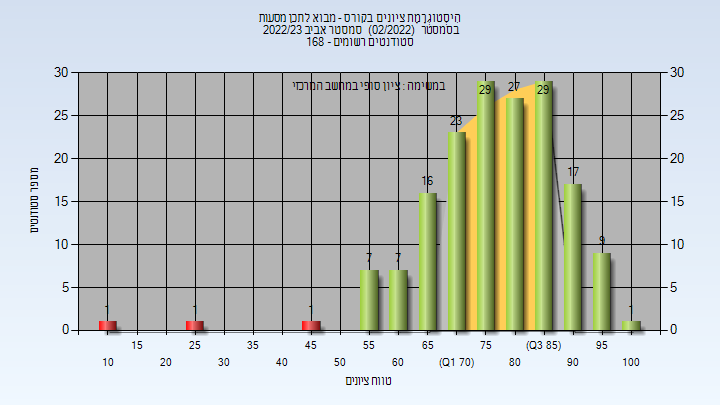 היסטוגרמת ציונים בקורס - מבוא לתכן מסעות
בסמסטר (02/2022) סמסטר אביב 2022/23
סטודנטים רשומים - 168
במשימה : ציון סופי במחשב המרכזי
מספר סטודנטים
30 30
25 25
20 20
15 15
10 10
5 5
0 0
1 1 1 7 7 16 23 29 27 29 17 9 1
15 25 35 45 55 65 75 (Q3 85) 95
10 20 30 40 50 60 (Q1 70) 80 90 100
טווח ציונים